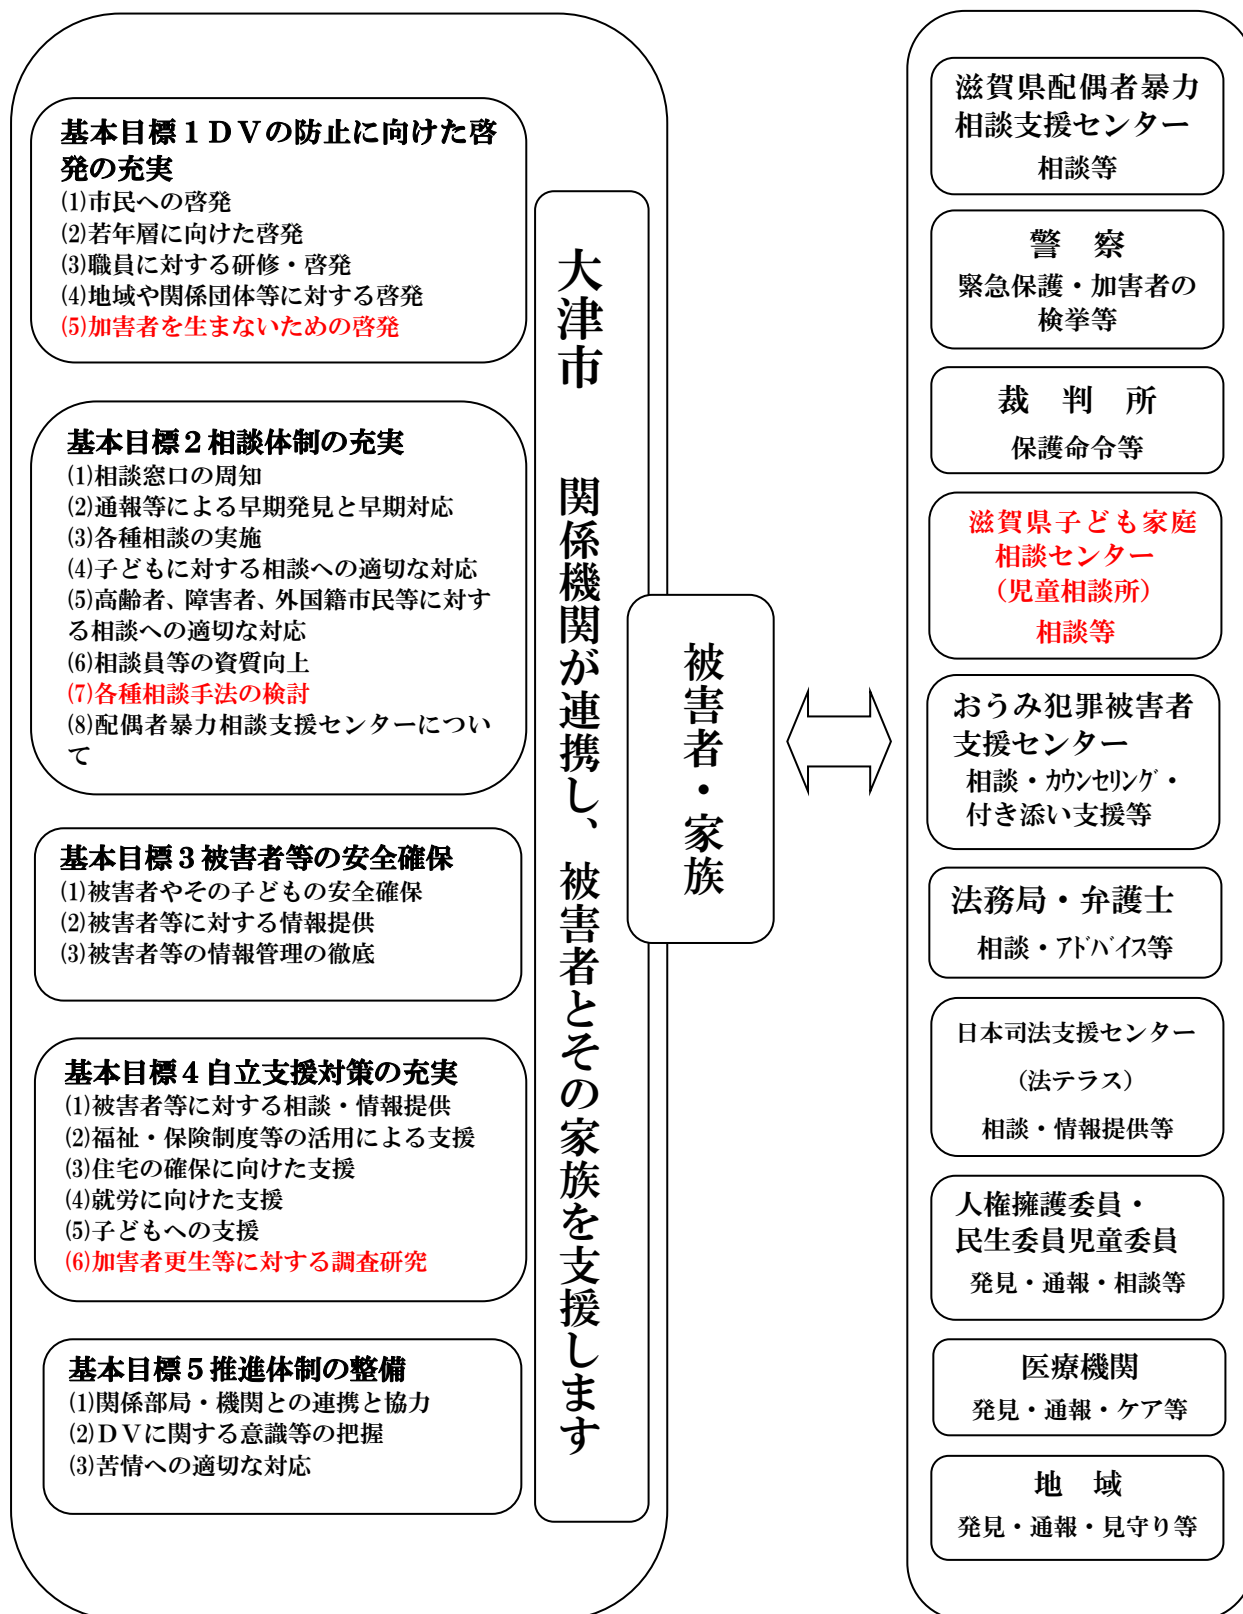 基本目標１ＤＶの防止に向けた啓
発の充実
⑴市民への啓発
⑵若年層に向けた啓発
⑶職員に対する研修・啓発
⑷地域や関係団体等に対する啓発
⑸加害者を生まないための啓発
基本目標２相談体制の充実
⑴相談窓口の周知
⑵通報等による早期発見と早期対応
⑶各種相談の実施
⑷子どもに対する相談への適切な対応
⑸高齢者、障害者、外国籍市民等に対す
る相談への適切な対応
⑹相談員等の資質向上
⑺各種相談手法の検討
⑻配偶者暴力相談支援センターについ
て
基本目標３被害者等の安全確保
⑴被害者やその子どもの安全確保
⑵被害者等に対する情報提供
⑶被害者等の情報管理の徹底
基本目標４自立支援対策の充実
⑴被害者等に対する相談・情報提供
⑵福祉・保険制度等の活用による支援
⑶住宅の確保に向けた支援
⑷就労に向けた支援
⑸子どもへの支援
⑹加害者更生等に対する調査研究
基本目標５推進体制の整備
⑴関係部局・機関との連携と協力
⑵ＤＶに関する意識等の把握
⑶苦情への適切な対応
大津市　関係機関が連携し、被害者とその家族を支援します
被害者・家族
滋賀県配偶者暴力
相談支援センター
相談等
警　察
緊急保護・加害者の
検挙等
裁　判　所
保護命令等
滋賀県子ども家庭
相談センター
（児童相談所）
相談等
おうみ犯罪被害者
支援センター
相談・ｶｳﾝｾﾘﾝｸﾞ・
付き添い支援等
法務局・弁護士
相談・ｱﾄﾞﾊﾞｲｽ等
日本司法支援センター
（法テラス）
相談・情報提供等
人権擁護委員・
民生委員児童委員
発見・通報・相談等
医療機関
発見・通報・ケア等
地　域
発見・通報・見守り等